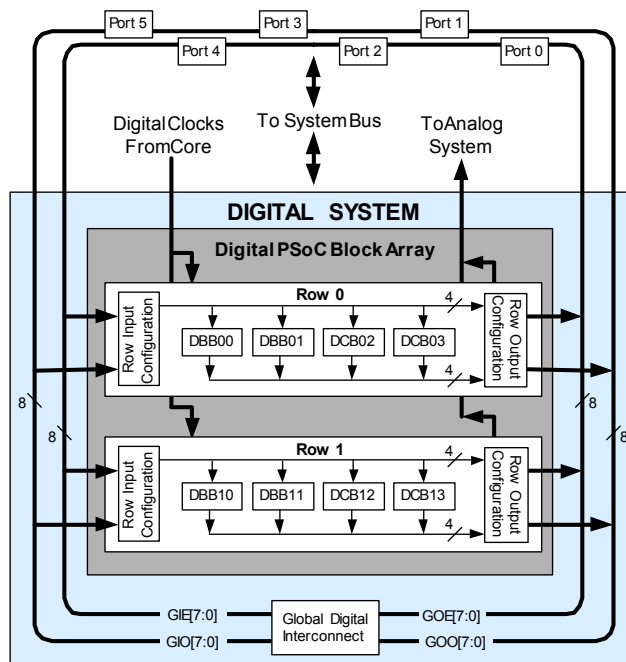 Port 5
Port 3
Port 1
Port 4
Port 2
Port 0
Digital Clocks
From Core
To System Bus
To Analog
System
DIGITAL SYSTEM
Digital PSoC Block Array
Row 0
4
Row Input
Configuration
DBB00
DBB01
DCB02
DCB03
Row Output
Configuration
4
8
8
8
8
Row 1
4
Row Input
Configuration
DBB10
DBB11
DCB12
DCB13
Row Output
Configuration
4
GIE[7:0]
GIO[7:0]
Global Digital
Interconnect
GOE[7:0]
GOO[7:0]